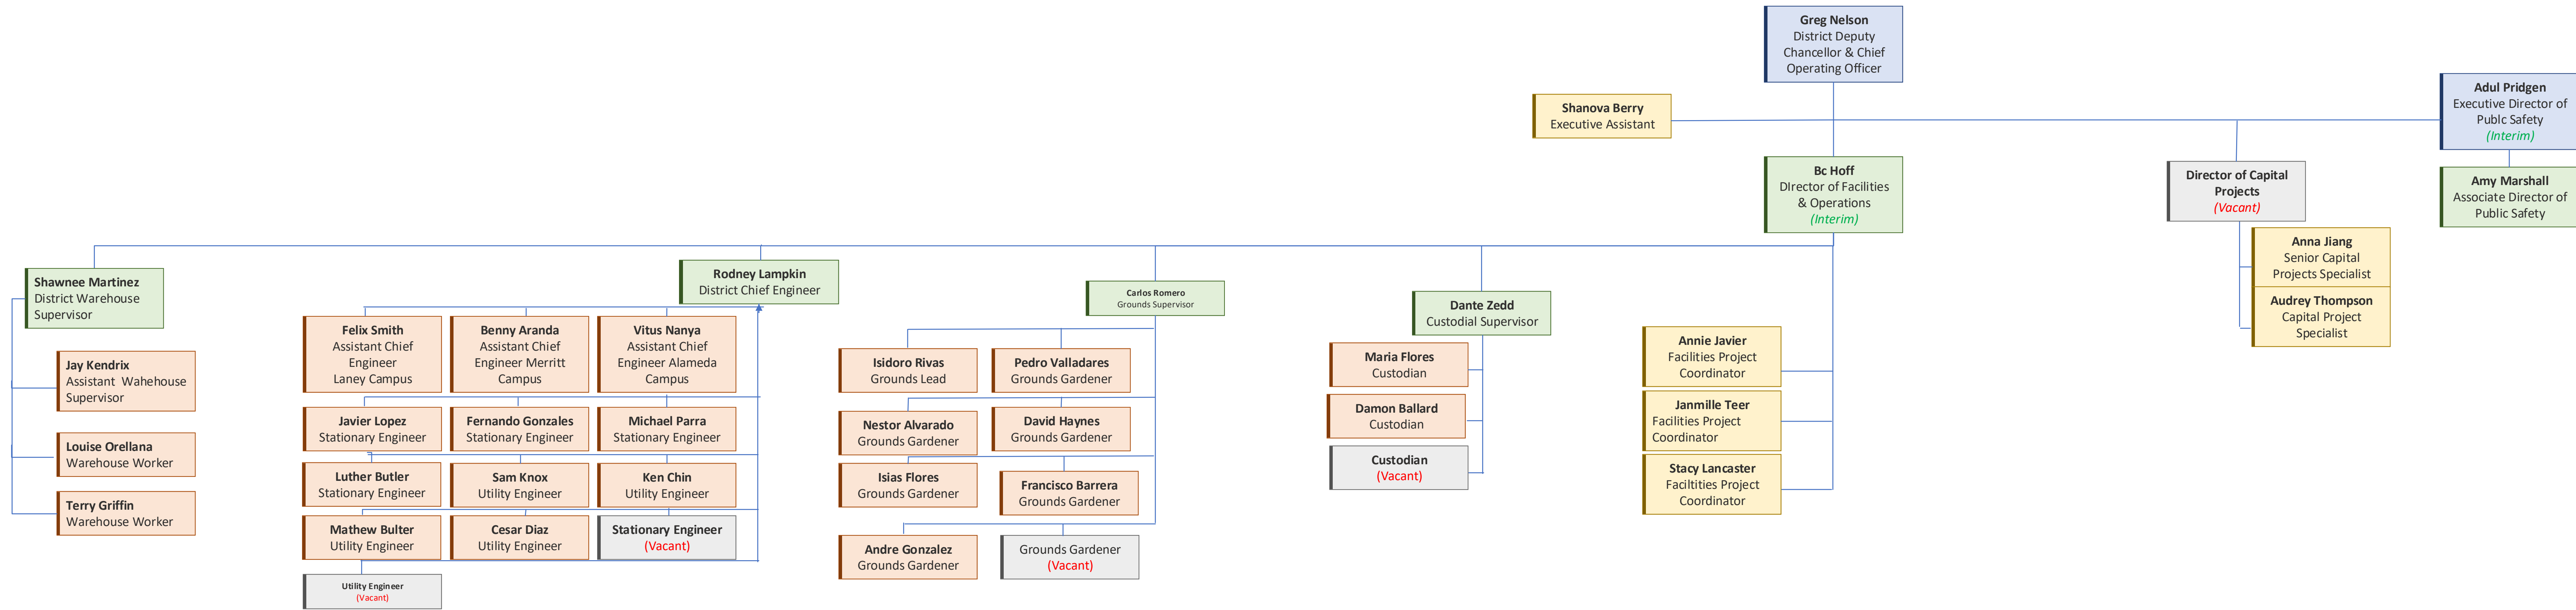 Greg Nelson
District Deputy
Chancellor & Chief
Operating Officer
Shanova Berry
Executive Assistant
Adul Pridgen
Executive Director of
Publc Safety
(Interim)
Bc Hoff
DIrector of Facilities
& Operations
(Interim)
Director of Capital
Projects
(Vacant)
Amy Marshall
Associate Director of
Public Safety
Anna Jiang
Senior Capital
Projects Specialist
Audrey Thompson
Capital Project
Specialist
Shawnee Martinez
District Warehouse
Supervisor
Jay Kendrix
Assistant Wahehouse
Supervisor
Louise Orellana
Warehouse Worker
Terry Griffin
Warehouse Worker
Rodney Lampkin
District Chief Engineer
Felix Smith
Assistant Chief
Engineer
Laney Campus
Benny Aranda
Assistant Chief
Engineer Merritt
Campus
Vitus Nanya
Assistant Chief
Engineer Alameda
Campus
Javier Lopez
Stationary Engineer
Fernando Gonzales
Stationary Engineer
Michael Parra
Stationary Engineer
Luther Butler
Stationary Engineer
Sam Knox
Utility Engineer
Ken Chin
Utility Engineer
Mathew Bulter
Utility Engineer
Cesar Diaz
Utility Engineer
Stationary Engineer
(Vacant)
Utility Engineer
(Vacant)
Carlos Romero
Grounds Supervisor
Isidoro Rivas
Grounds Lead
Pedro Valladares
Grounds Gardener
Nestor Alvarado
Grounds Gardener
David Haynes
Grounds Gardener
Isias Flores
Grounds Gardener
Francisco Barrera
Grounds Gardener
Andre Gonzalez
Grounds Gardener
Grounds Gardener
(Vacant)
Dante Zedd
Custodial Supervisor
Maria Flores
Custodian
Damon Ballard
Custodian
Custodian
(Vacant)
Annie Javier
Facilities Project
Coordinator
Janmille Teer
Facilities Project
Coordinator
Stacy Lancaster
Faciltities Project
Coordinator